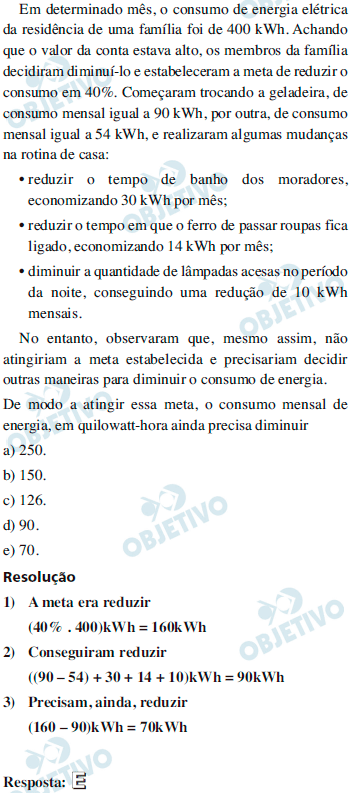 Em determinado mês, o consumo de energia elétrica
da residência de uma família foi de 400 kWh. Achando
que o valor da conta estava alto, os membros da família
decidiram diminuí-lo e estabeleceram a meta de reduzir o
consumo em 40%. Começaram trocando a geladeira, de
consumo mensal igual a 90 kWh, por outra, de consumo
mensal igual a 54 kWh, e realizaram algumas mudanças
na rotina de casa:
• reduzir o tempo de banho dos moradores,
economizando 30 kWh por mês;
• reduzir o tempo em que o ferro de passar roupas fica
ligado, economizando 14 kWh por mês;
• diminuir a quantidade de lâmpadas acesas no período
da noite, conseguindo uma redução de 10 kWh
mensais.
No entanto, observaram que, mesmo assim, não
atingiriam a meta estabelecida e precisariam decidir
outras maneiras para diminuir o consumo de energia.
De modo a atingir essa meta, o consumo mensal de
energia, em quilowatt-hora ainda precisa diminuir
a) 250.
b) 150.
c) 126.
d) 90.
e) 70.
Resolução
1) A meta era reduzir
(40% . 400)kWh = 160kWh
2) Conseguiram reduzir
((90 – 54) + 30 + 14 + 10)kWh = 90kWh
3) Precisam, ainda, reduzir
(160 – 90)kWh = 70kWh
Resposta: E
OBJETIVO
OBJETIVO
OBJETIVO
OBJETIVO
OBJETIVO
OBJETIVO
OBJETIVO